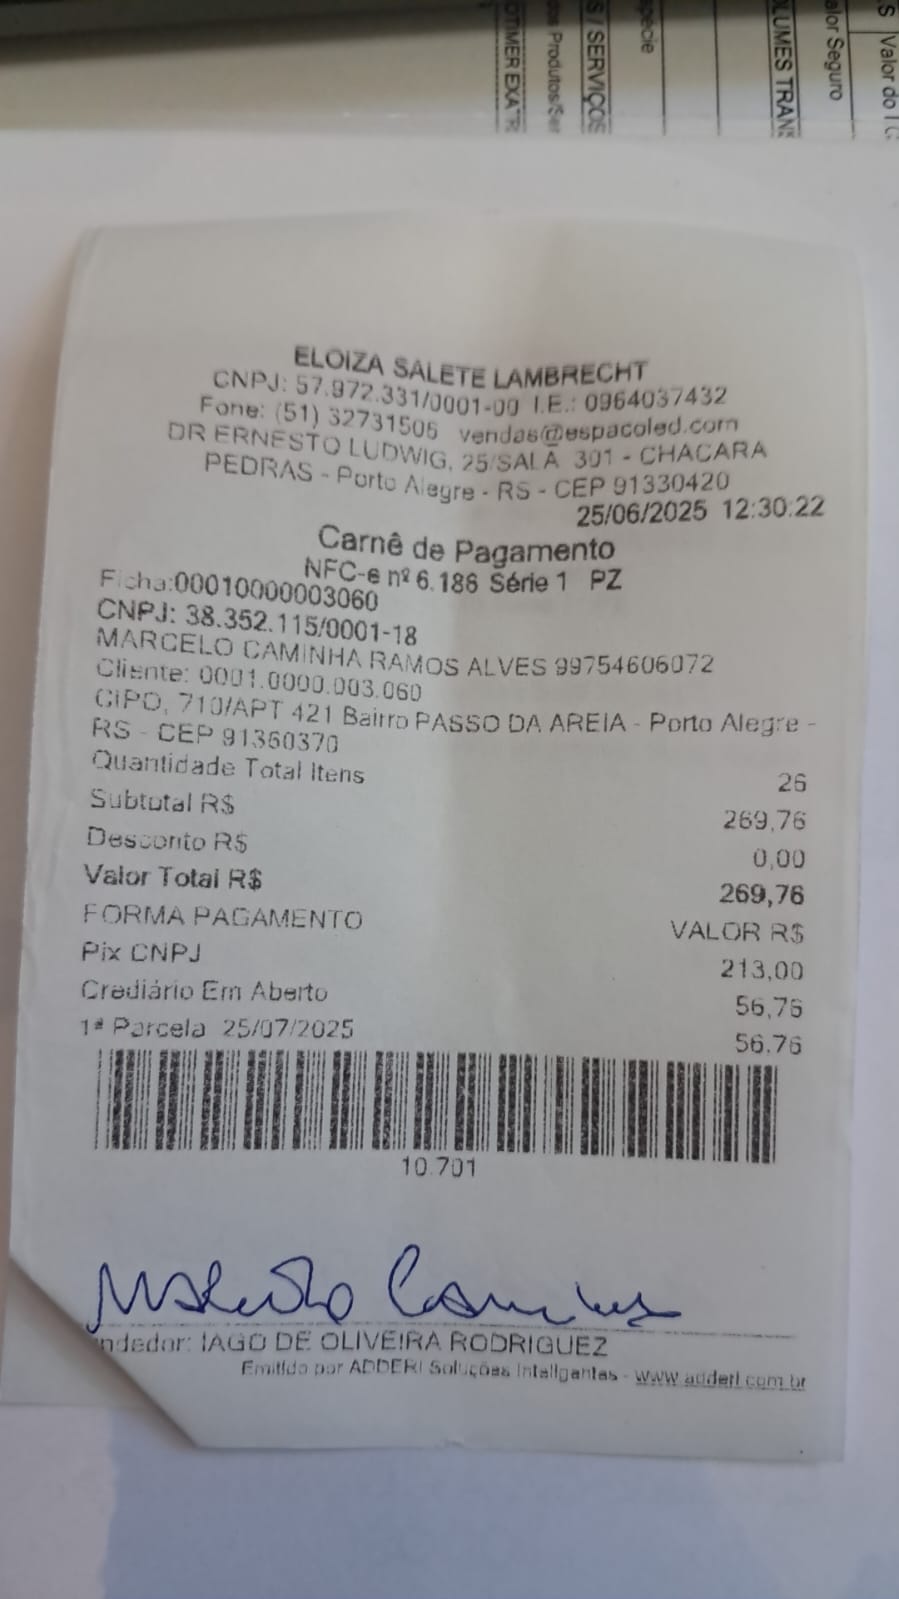 S / SERVIÇOS
Espécie
Valor Seguro
S Valor do I.C
ELOIZA SALETE LAMBRECHT
CNPJ: 57.972.331/0001-00 I.E.: 0964037432
Fone: (51) 32731506 vendas@espacoled.com
DR ERNESTO LUDWIG, 25/SALA 301 - CHACARA
PEDRAS - Porto Alegre - RS - CEP 91330420
25/06/2025 12:30:22
Carnê de Pagamento
NFC-e nº 6.186 Série 1 PZ
Ficha:00010000003060
CNPJ: 38.352.115/0001-18
MARCELO CAMINHA RAMOS ALVES 99754606072
Cliente: 0001.0000.003.060
CIPO, 710/APT 421 Bairro PASSO DA AREIA - Porto Alegre -
RS - CEP 91360370
Quantidade Total Itens 26
Subtotal R$ 269,76
Desconto R$ 0,00
Valor Total R$ 269,76
FORMA PAGAMENTO VALOR R$
Pix CNPJ 213,00
Crediário Em Aberto 56,76
1ª Parcela 25/07/2025 56.76
10.701
ndedor: IAGO DE OLIVEIRA RODRIGUEZ
Emitido por ADDERI Soluções Inteligentes - www.adderi.com.br